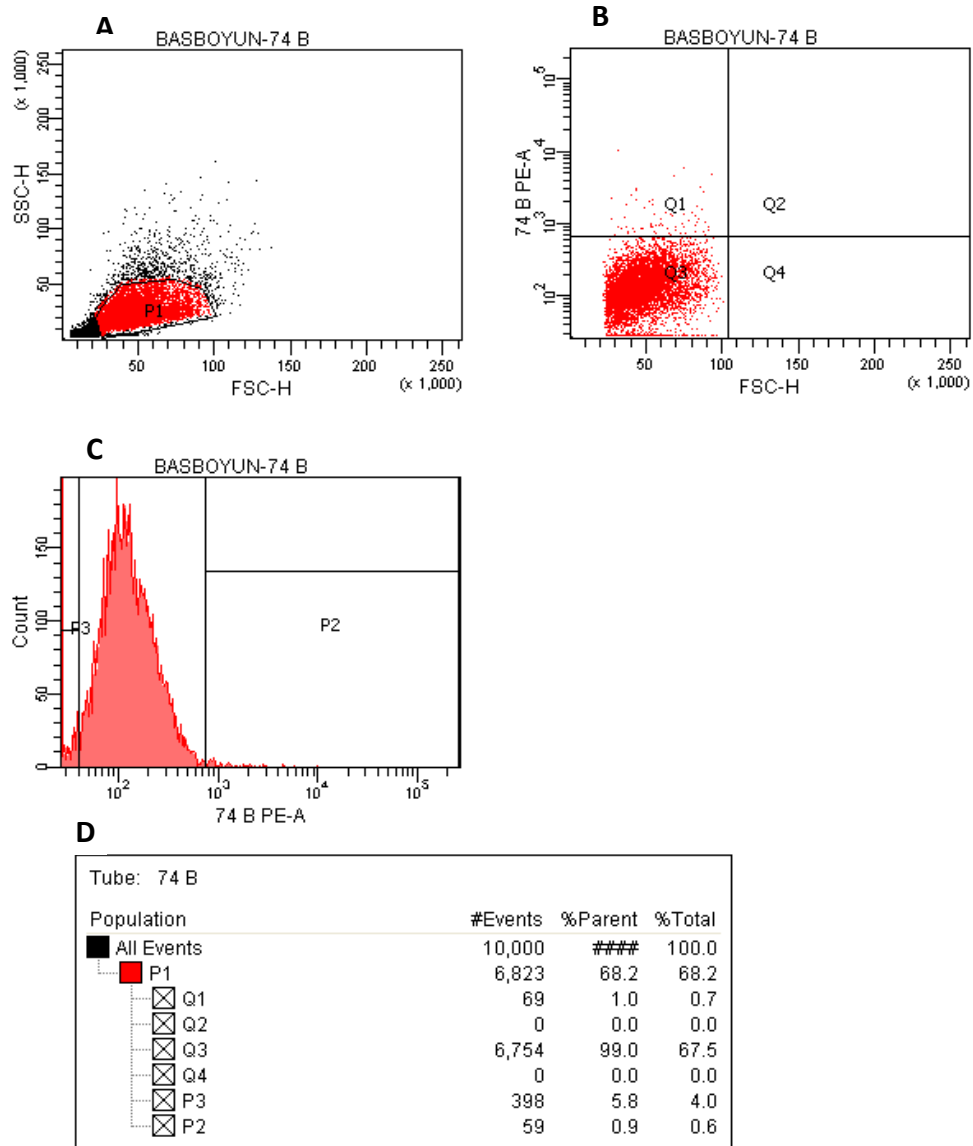 A
BASBOYUN-74 B
(x 1,000)
250
200
150
100
50
SSC-H
P1
50 100 150 200 250
FSC-H (x 1,000)
B
BASBOYUN-74 B
74 B PE-A
10^5
10^4
10^3
10^2
Q1 Q2
Q3 Q4
50 100 150 200 250
FSC-H (x 1,000)
C
BASBOYUN-74 B
Count
150
100
50
0
P3 P2
10^2 10^3 10^4 10^5
74 B PE-A
D
Tube: 74 B
Population #Events %Parent %Total
All Events 10,000 #### 100.0
P1 6,823 68.2 68.2
Q1 69 1.0 0.7
Q2 0 0.0 0.0
Q3 6,754 99.0 67.5
Q4 0 0.0 0.0
P3 398 5.8 4.0
P2 59 0.9 0.6